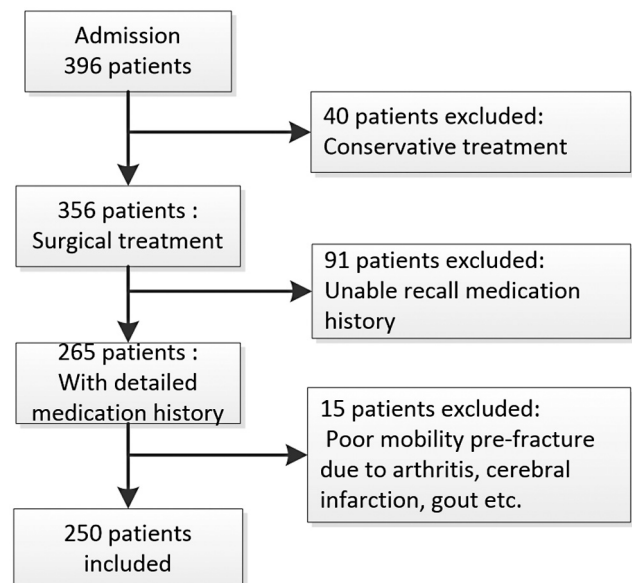 Admission
396 patients
40 patients excluded:
Conservative treatment
356 patients :
Surgical treatment
91 patients excluded:
Unable recall medication
history
265 patients :
With detailed
medication history
15 patients excluded:
Poor mobility pre-fracture
due to arthritis, cerebral
infarction, gout etc.
250 patients
included